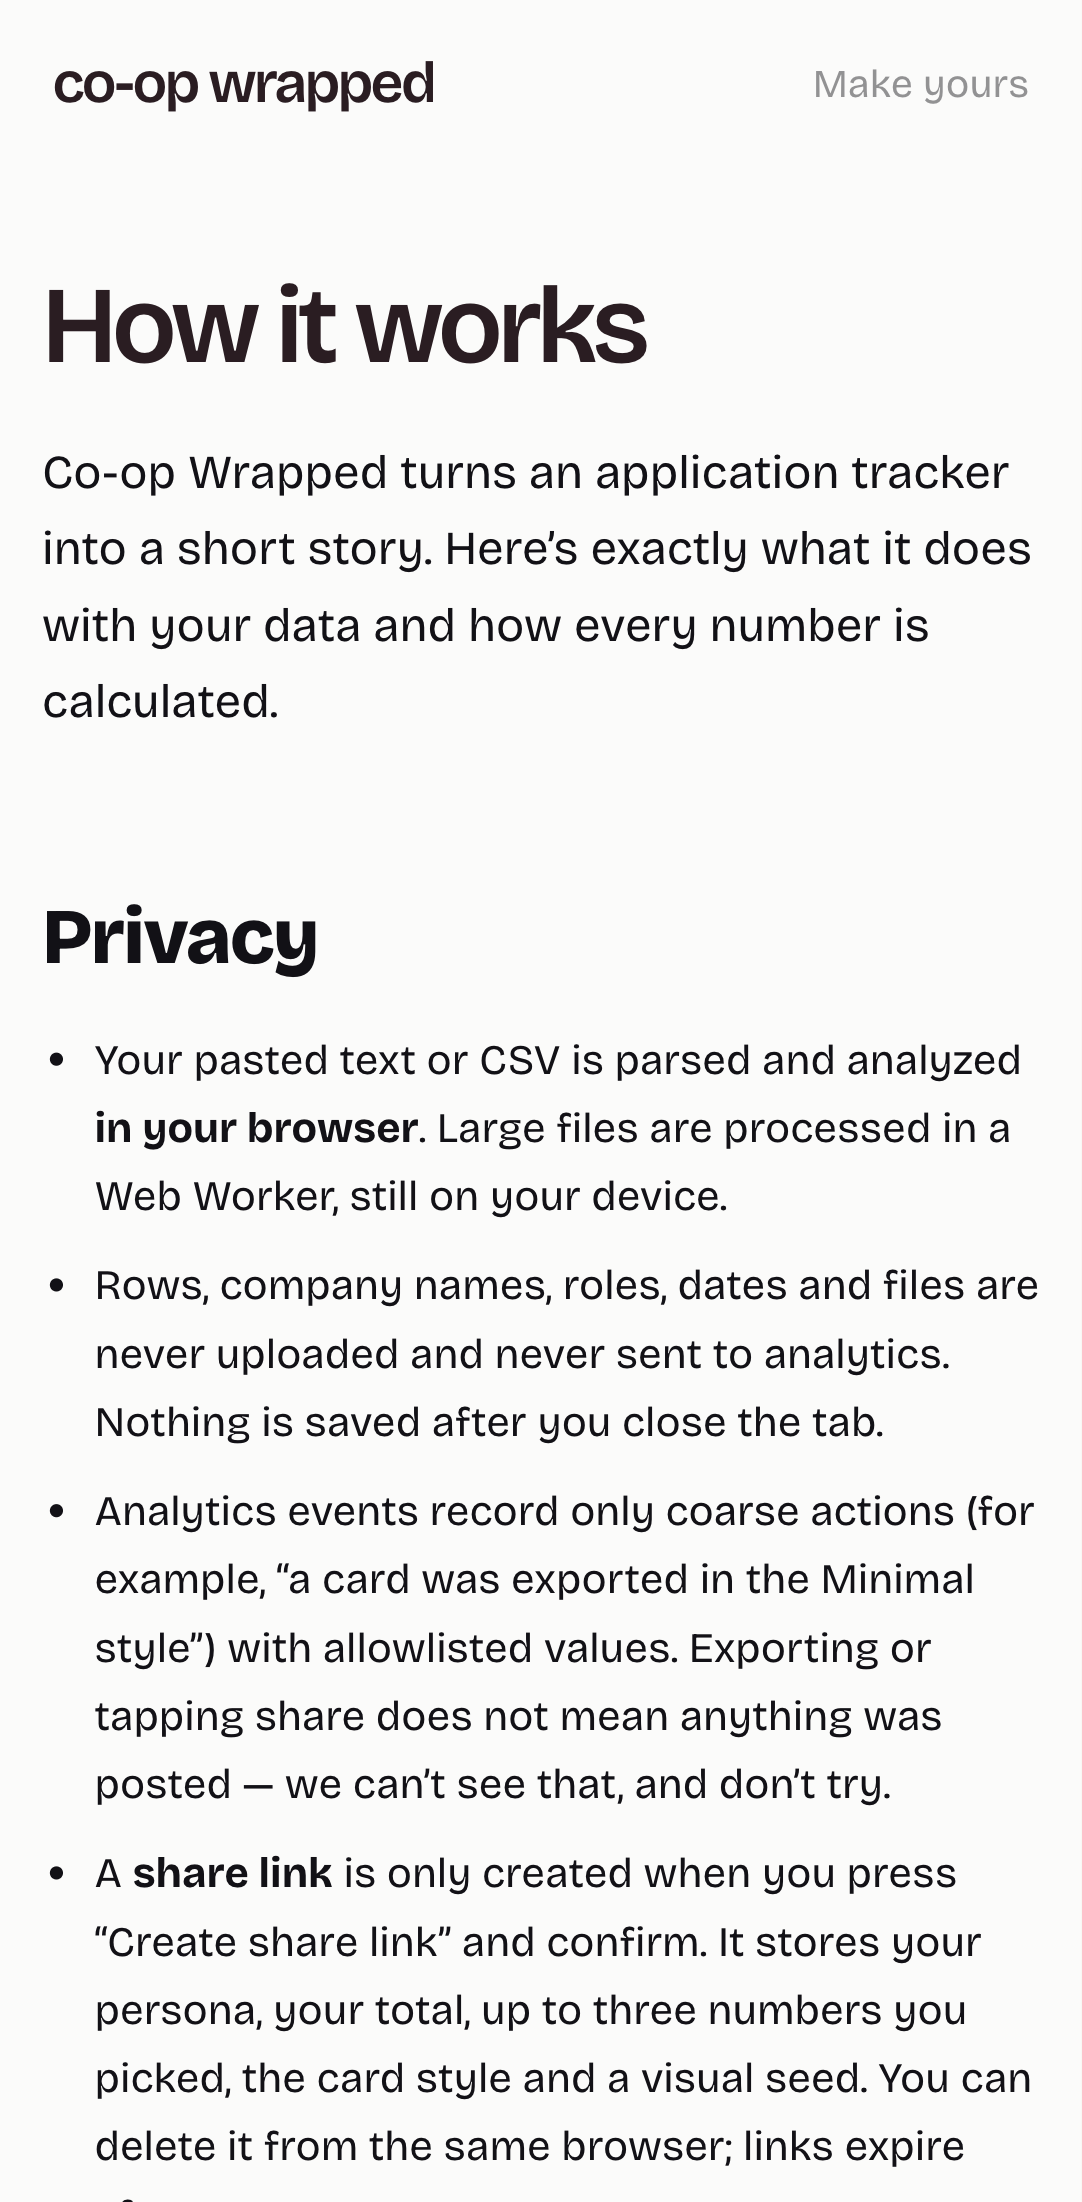 co-op wrapped
Make yours
How it works
Co-op Wrapped turns an application tracker
into a short story. Here’s exactly what it does
with your data and how every number is
calculated.
Privacy
• Your pasted text or CSV is parsed and analyzed
in your browser. Large files are processed in a
Web Worker, still on your device.
• Rows, company names, roles, dates and files are
never uploaded and never sent to analytics.
Nothing is saved after you close the tab.
• Analytics events record only coarse actions (for
example, “a card was exported in the Minimal
style”) with allowlisted values. Exporting or
tapping share does not mean anything was
posted — we can’t see that, and don’t try.
• A share link is only created when you press
“Create share link” and confirm. It stores your
persona, your total, up to three numbers you
picked, the card style and a visual seed. You can
delete it from the same browser; links expire